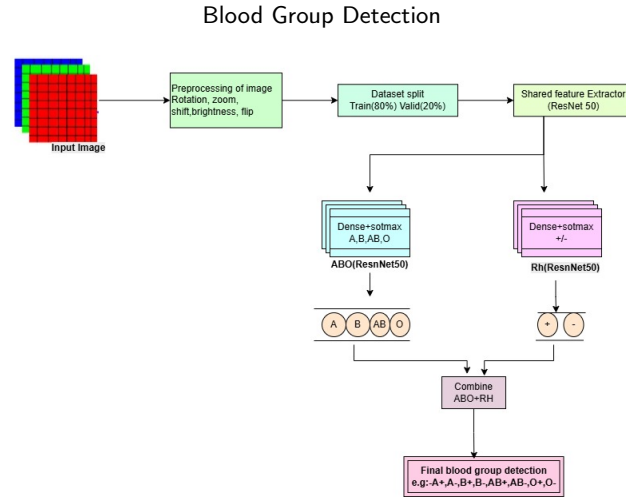 Blood Group Detection
Input Image
Preprocessing of image
Rotation, zoom,
shift,brightness, flip
Dataset split
Train(80%) Valid(20%)
Shared feature Extractor
(ResNet 50)
Dense+sotmax
A,B,AB,O
ABO(ResnNet50)
Dense+sotmax
+/-
Rh(ResnNet50)
A B AB O
+ -
Combine
ABO+RH
Final blood group detection
e.g:-A+,A-,B+,B-,AB+,AB-,O+,O-